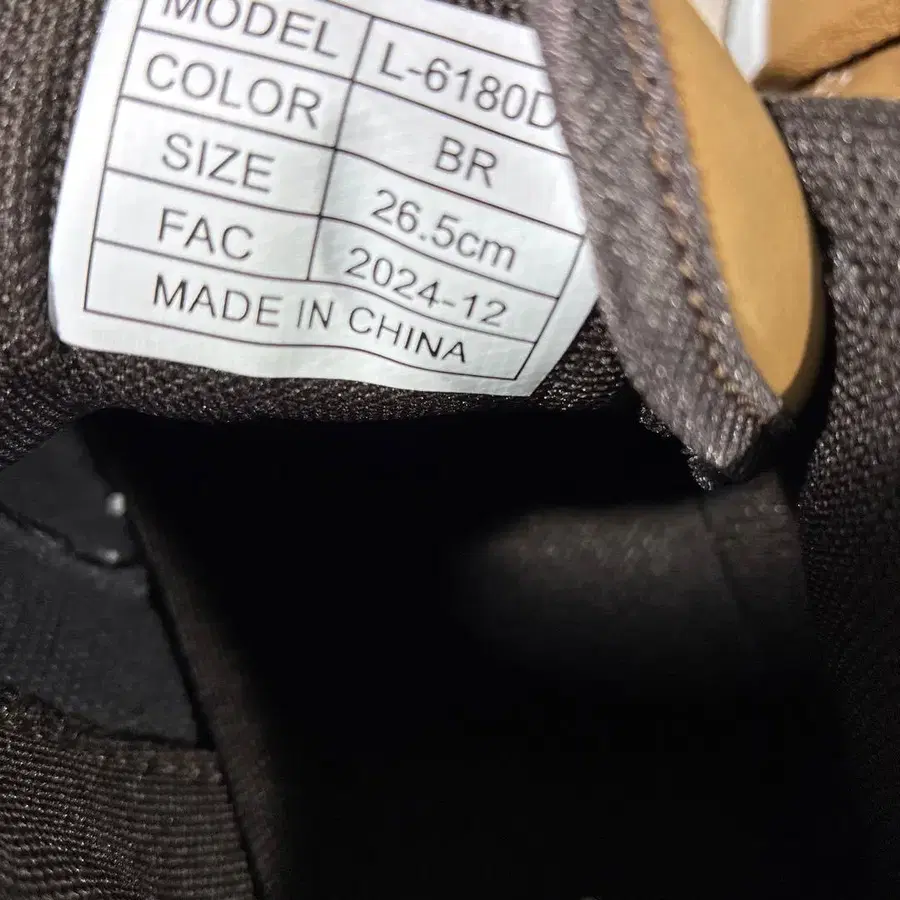 MODEL L-6180D
COLOR BR
SIZE 26.5cm
FAC 2024-12
MADE IN CHINA